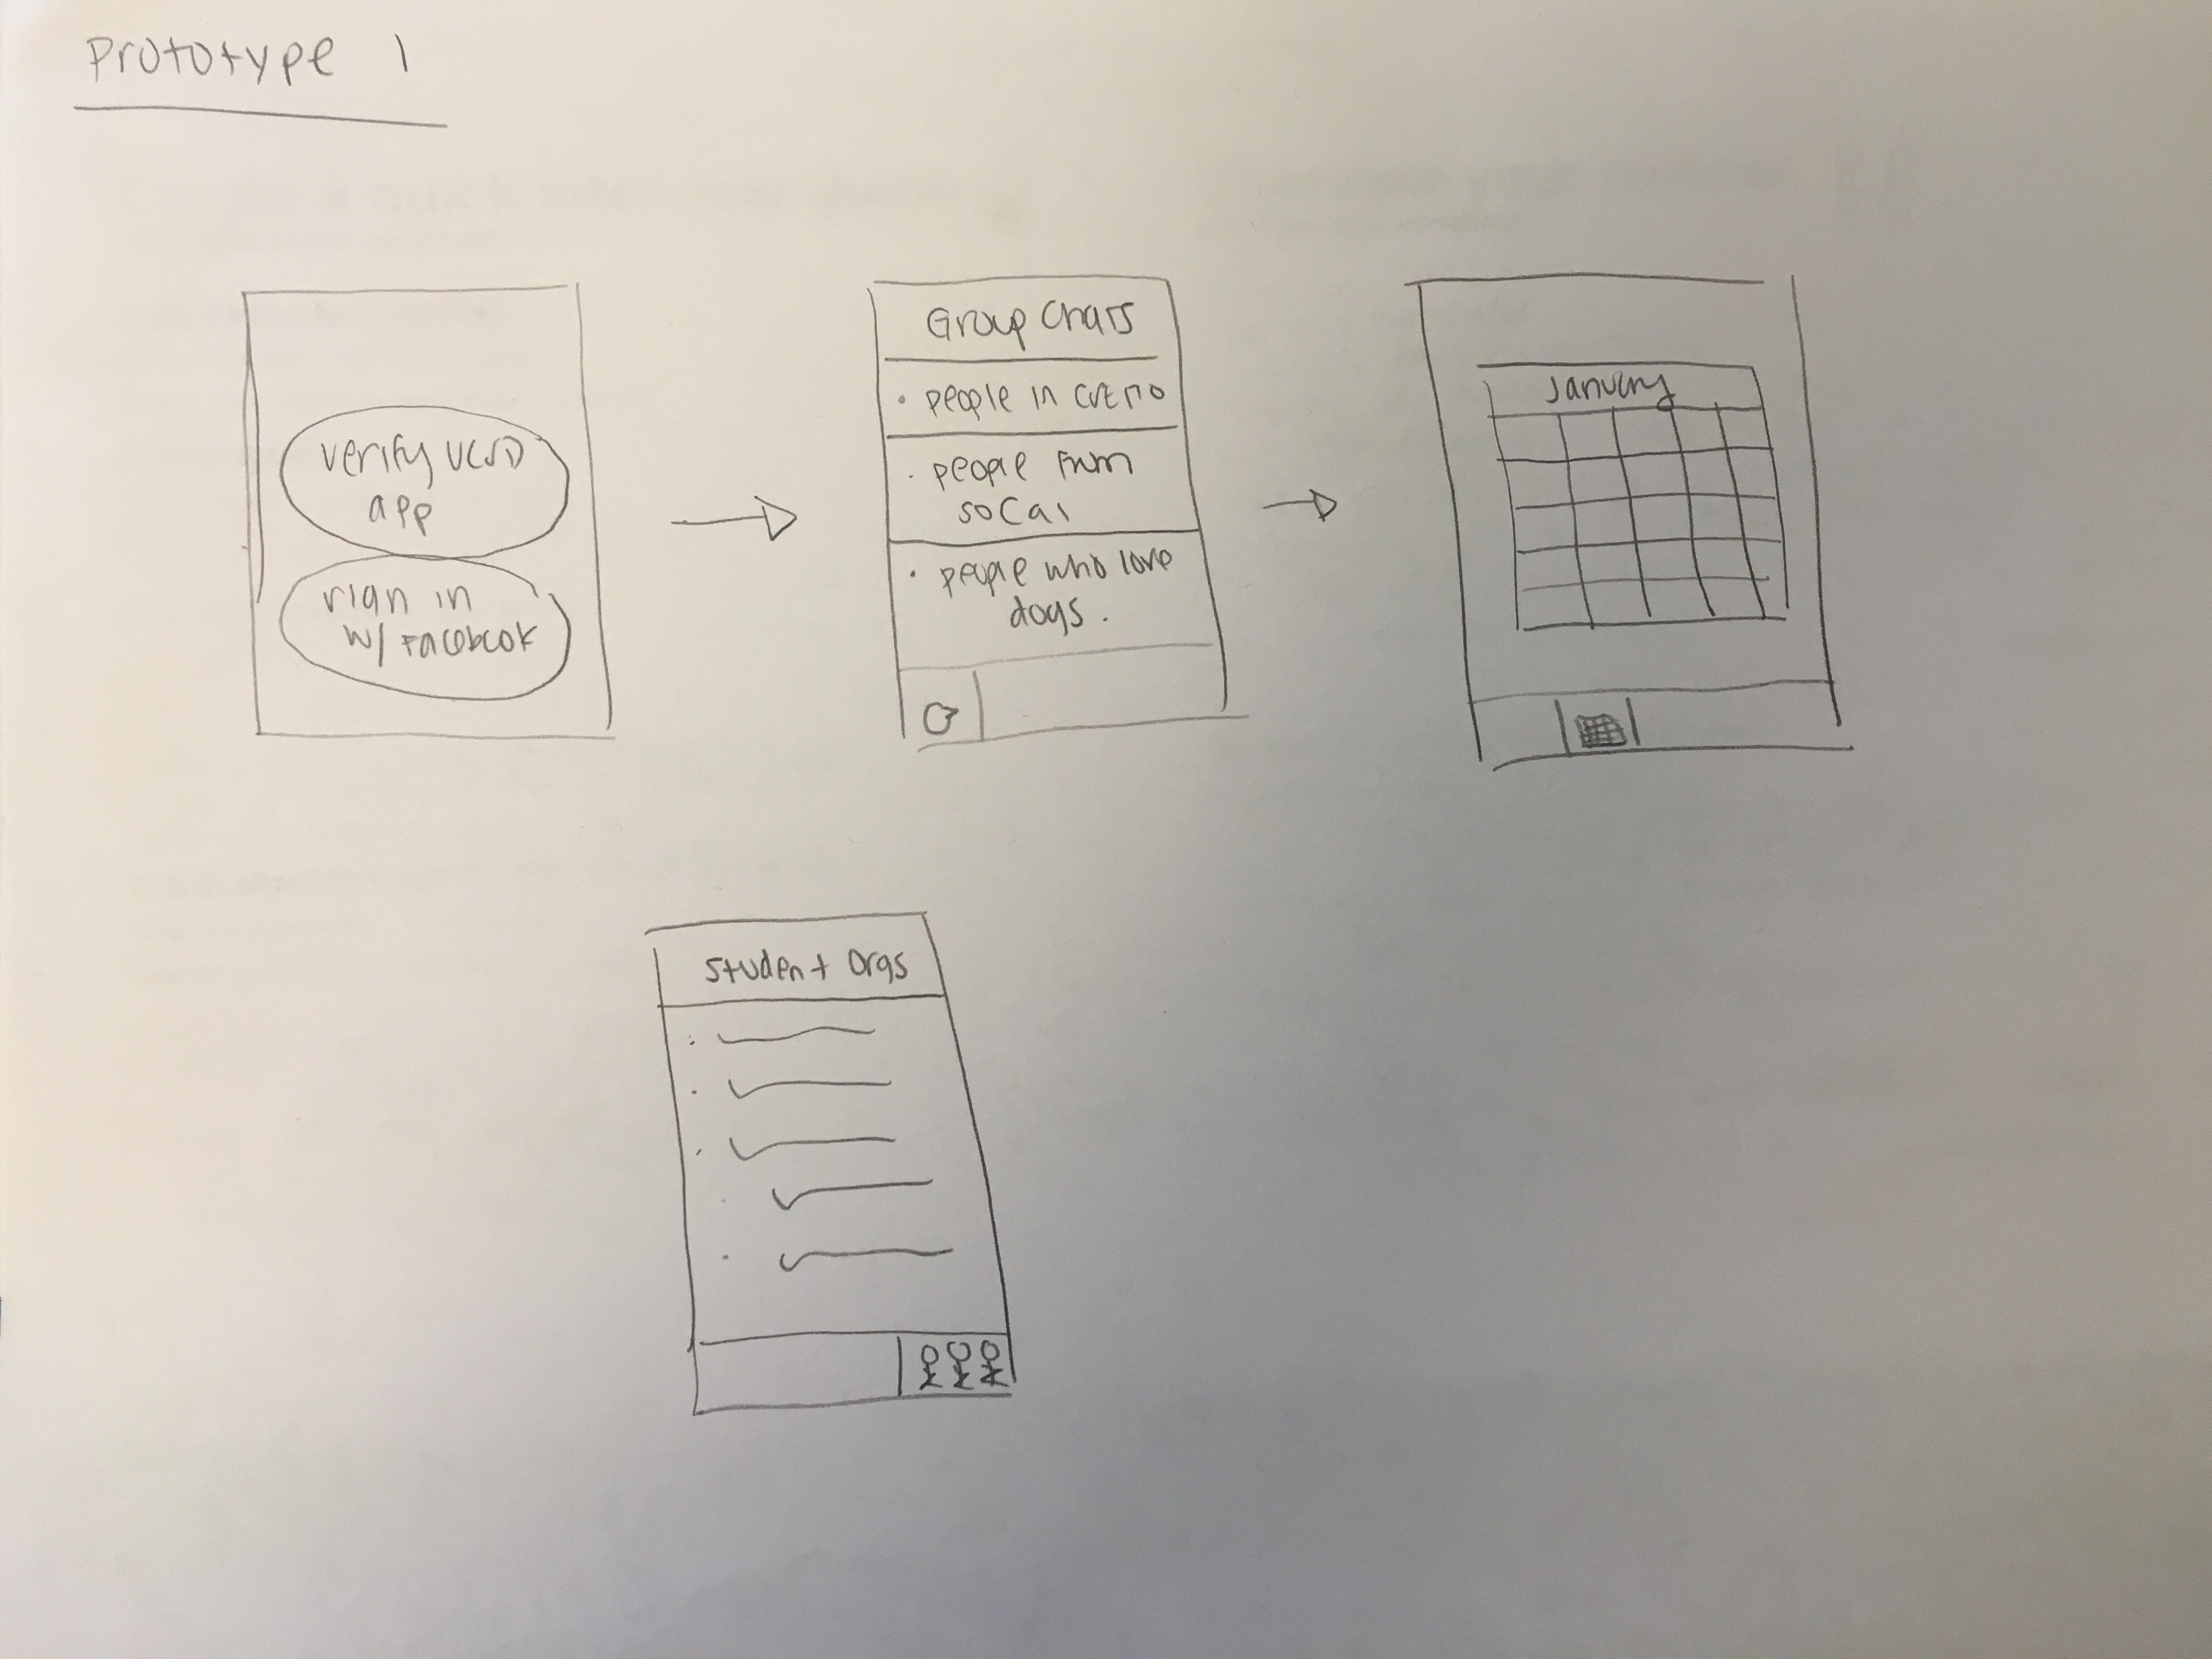 Prototype 1
verify UCSD
app
sign in
w/ Facebook
Group Chats
• people in
• people from
SoCal
• people who love
dogs.
January
Student Orgs